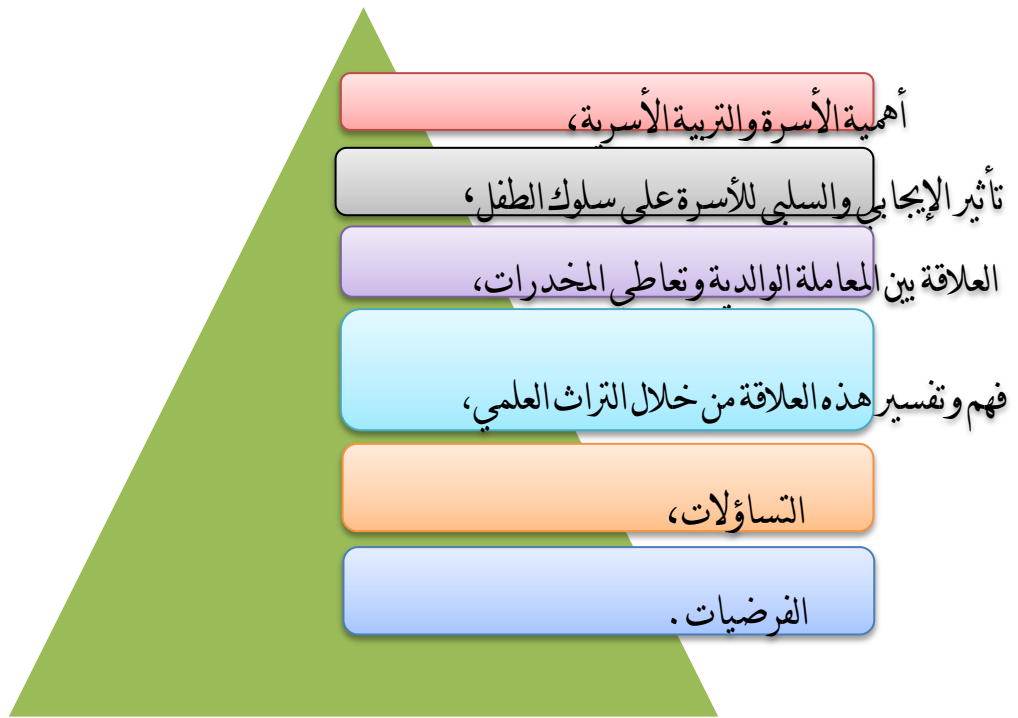 أهمية الأسرة والتربية الأسرية،
تأثير الإيجابي والسلبي للأسرة على سلوك الطفل،
العلاقة بين المعاملة الوالدية وتعاطي المخدرات،
فهم وتفسير هذه العلاقة من خلال التراث العلمي،
التساؤلات،
الفرضيات.